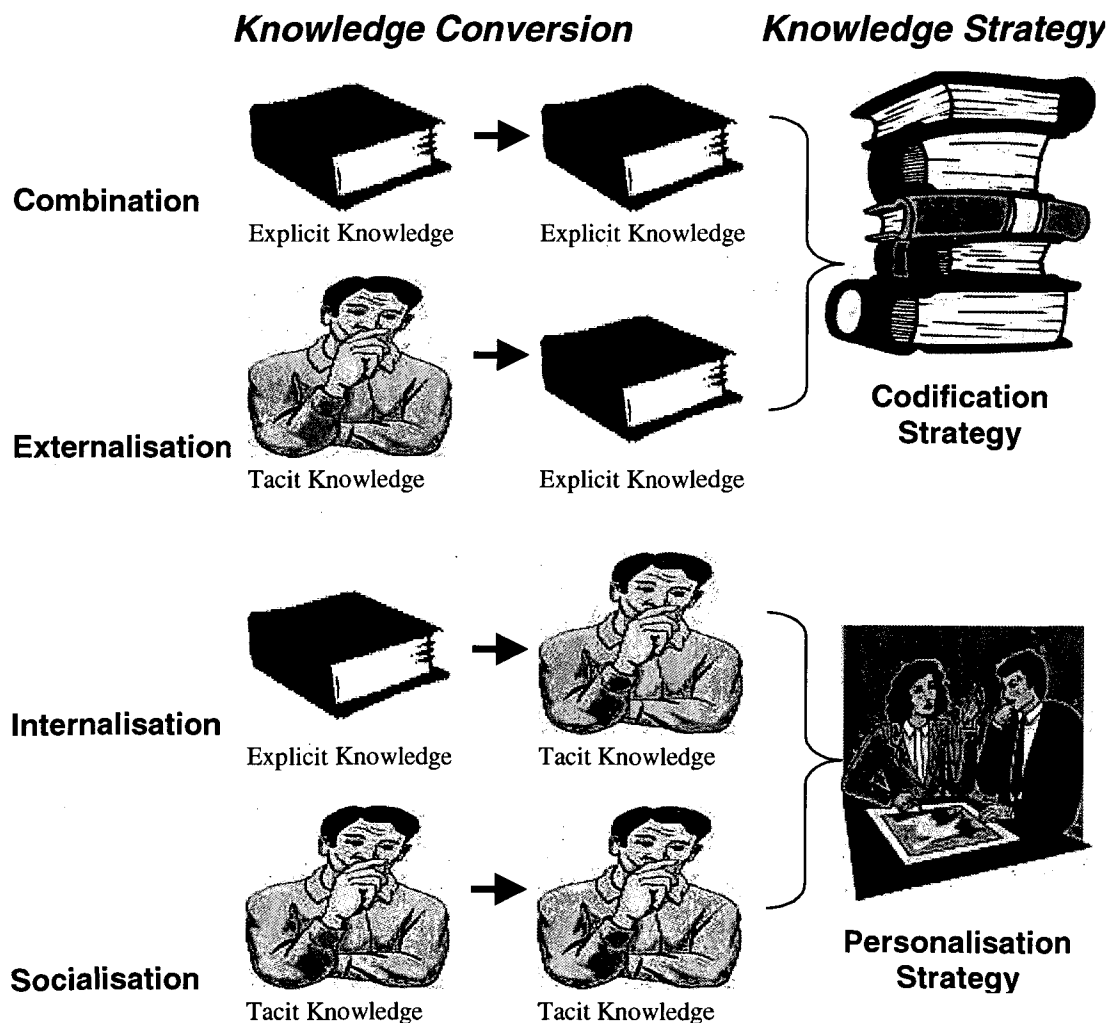 Knowledge Conversion
Knowledge Strategy
Combination
Explicit Knowledge
Explicit Knowledge
Externalisation
Tacit Knowledge
Explicit Knowledge
Codification
Strategy
Internalisation
Explicit Knowledge
Tacit Knowledge
Socialisation
Tacit Knowledge
Tacit Knowledge
Personalisation
Strategy